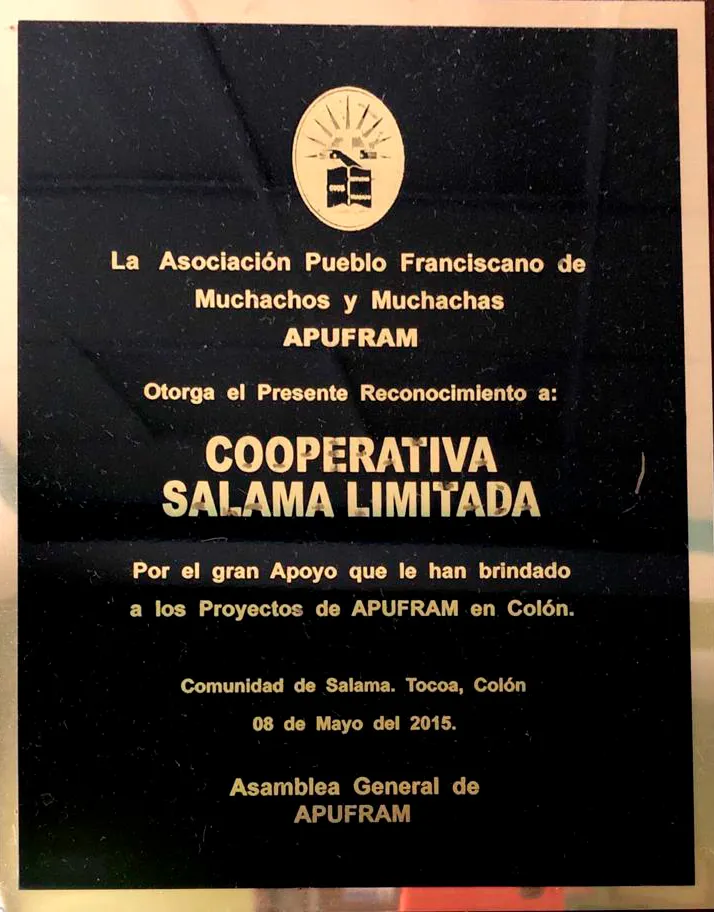 La Asociación Pueblo Franciscano de
Muchachos y Muchachas
APUFRAM
Otorga el Presente Reconocimiento a:
COOPERATIVA
SALAMA LIMITADA
Por el gran Apoyo que le han brindado
a los Proyectos de APUFRAM en Colón.
Comunidad de Salama. Tocoa, Colón
08 de Mayo del 2015.
Asamblea General de
APUFRAM